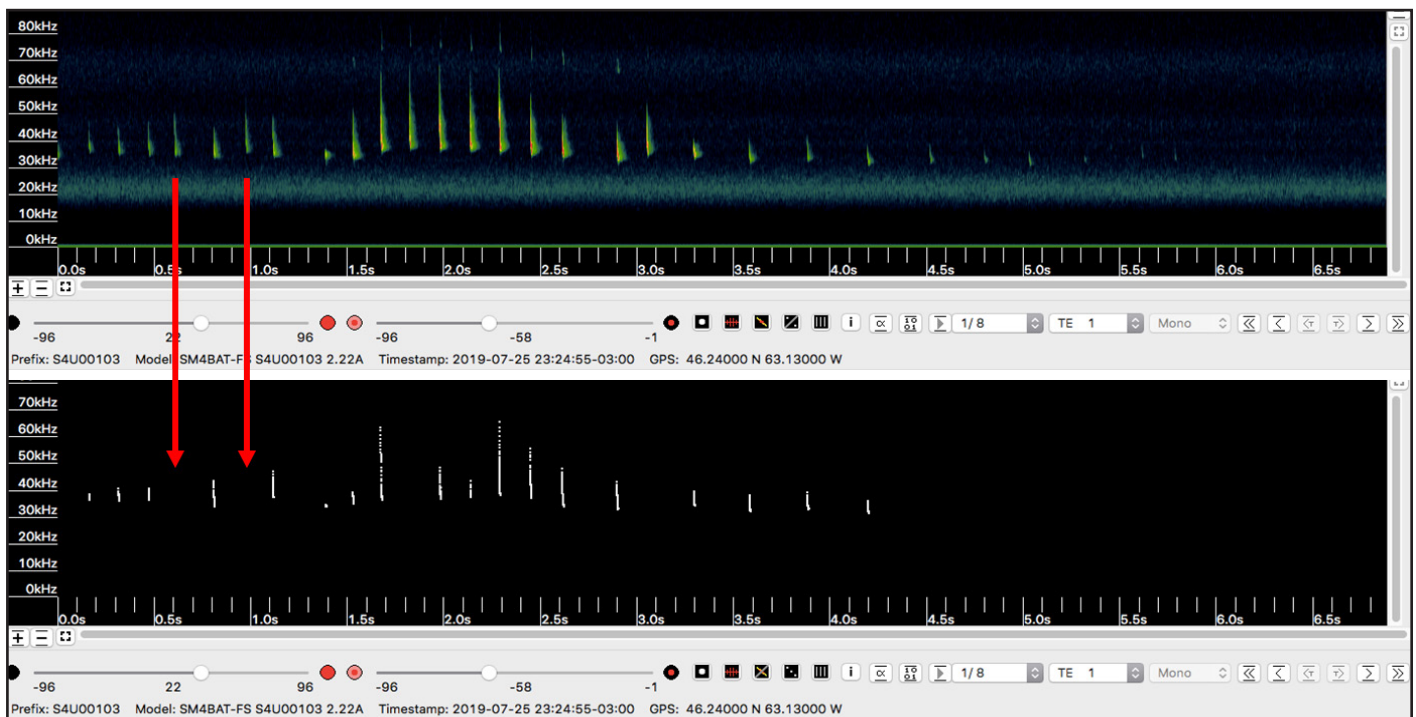 80kHz
70kHz
60kHz
50kHz
40kHz
30kHz
20kHz
10kHz
0kHz
0.0s 0.5s 1.0s 1.5s 2.0s 2.5s 3.0s 3.5s 4.0s 4.5s 5.0s 5.5s 6.0s 6.5s
i α 1/8 TE 1 Mono
-96 22 96 -96 -58 -1
Prefix: S4U00103 Model: SM4BAT-FS S4U00103 2.22A Timestamp: 2019-07-25 23:24:55-03:00 GPS: 46.24000 N 63.13000 W
70kHz
60kHz
50kHz
40kHz
30kHz
20kHz
10kHz
0kHz
0.0s 0.5s 1.0s 1.5s 2.0s 2.5s 3.0s 3.5s 4.0s 4.5s 5.0s 5.5s 6.0s 6.5s
i α 1/8 TE 1 Mono
-96 22 96 -96 -58 -1
Prefix: S4U00103 Model: SM4BAT-FS S4U00103 2.22A Timestamp: 2019-07-25 23:24:55-03:00 GPS: 46.24000 N 63.13000 W